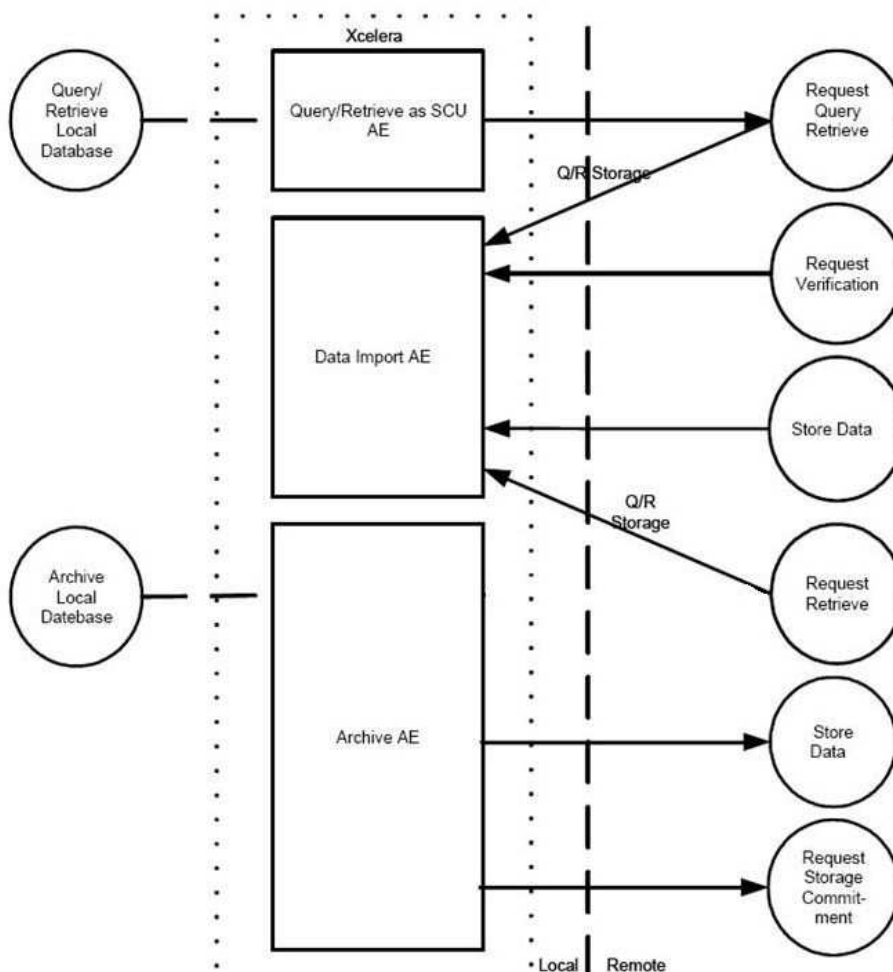 Xcelera
Query/
Retrieve
Local
Database
Query/Retrieve as SCU
AE
Request
Query
Retrieve
Q/R Storage
Request
Verification
Data Import AE
Store Data
Q/R
Storage
Archive
Local
Datebase
Request
Retrieve
Archive AE
Store
Data
Request
Storage
Commit-
ment
Local
Remote